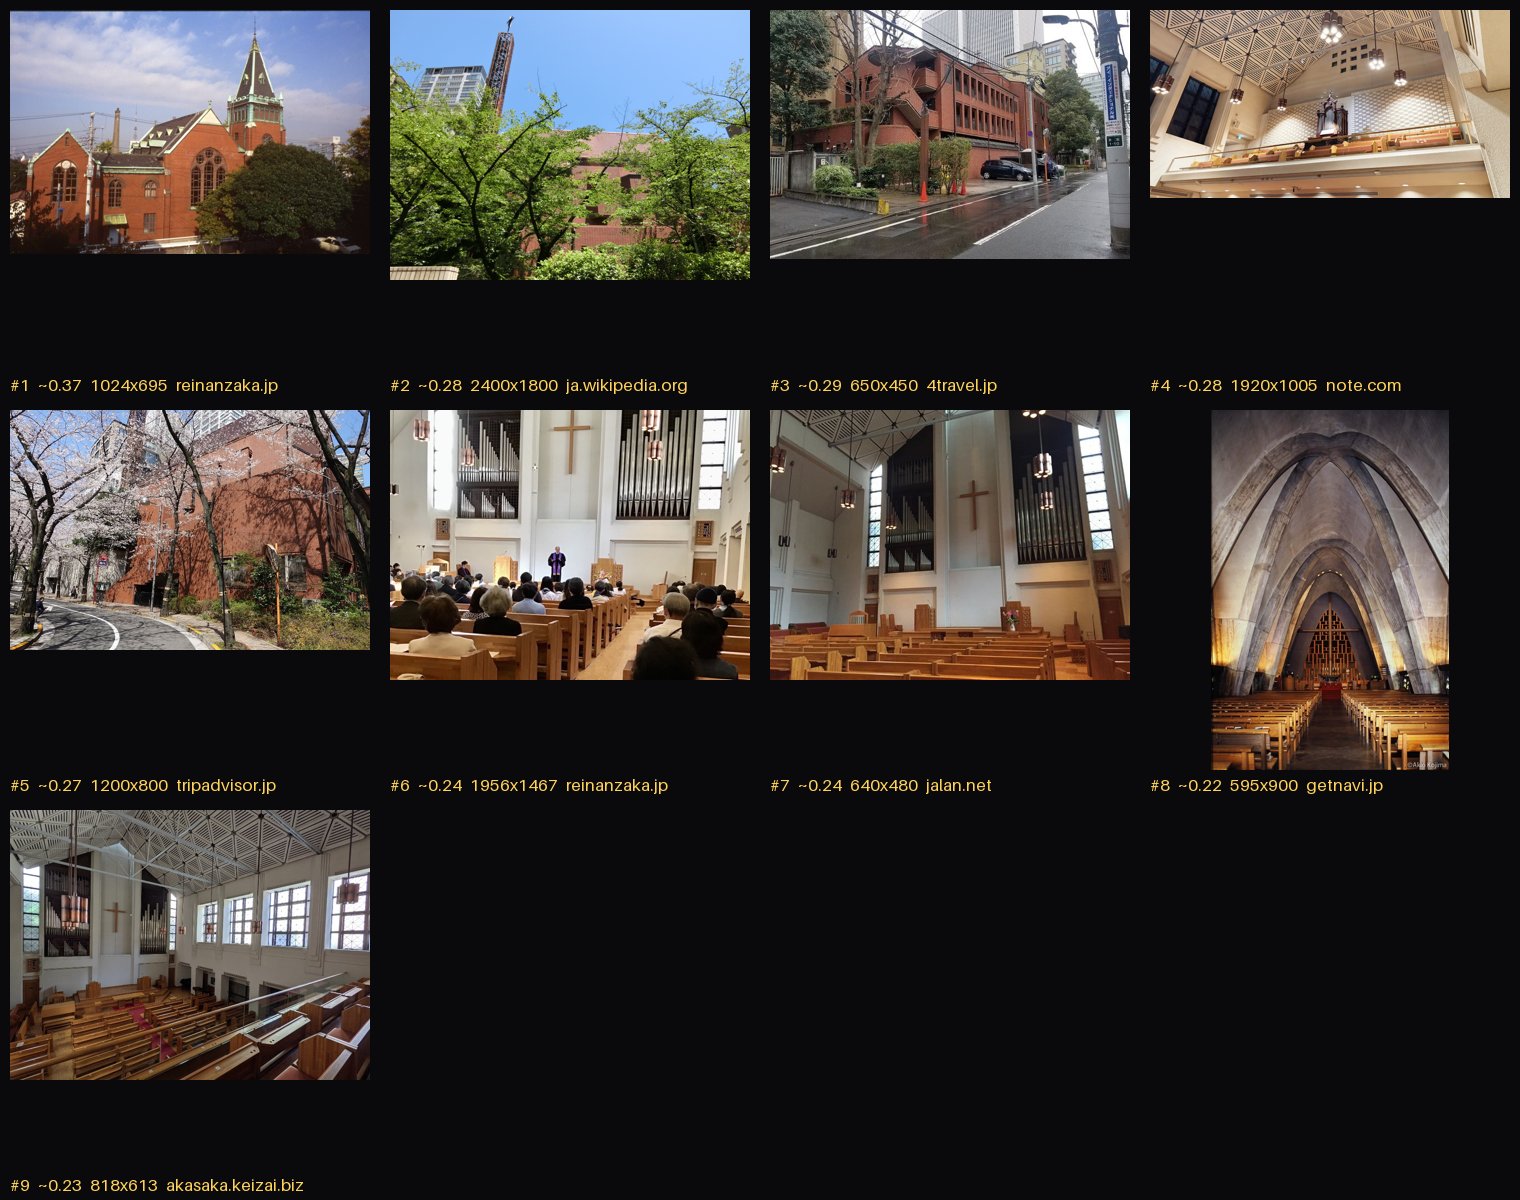 #1 ~0.37 1024x695 reinanzaka.jp
#2 ~0.28 2400x1800 ja.wikipedia.org
#3 ~0.29 650x450 4travel.jp
#4 ~0.28 1920x1005 note.com
#5 ~0.27 1200x800 tripadvisor.jp
#6 ~0.24 1956x1467 reinanzaka.jp
#7 ~0.24 640x480 jalan.net
©Akio Kojima
#8 ~0.22 595x900 getnavi.jp
#9 ~0.23 818x613 akasaka.keizai.biz